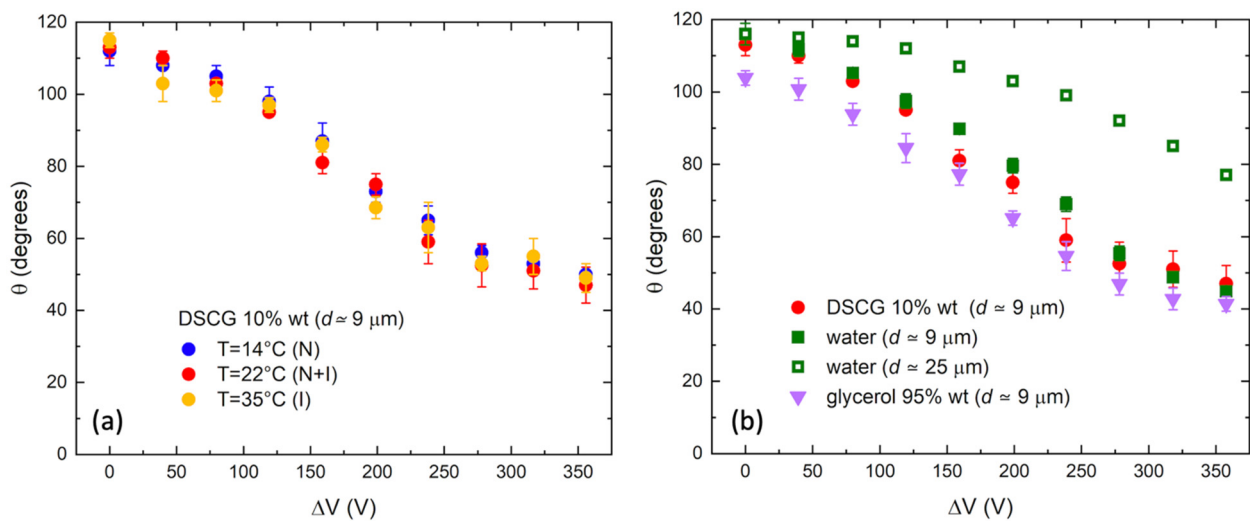 120
100
80
60
40
20
0
θ (degrees)
DSCG 10% wt (d ≃ 9 μm)
T=14°C (N)
T=22°C (N+I)
T=35°C (I)
(a)
0 50 100 150 200 250 300 350
ΔV (V)
120
100
80
60
40
20
0
θ (degrees)
DSCG 10% wt (d ≃ 9 μm)
water (d ≃ 9 μm)
water (d ≃ 25 μm)
glycerol 95% wt (d ≃ 9 μm)
(b)
0 50 100 150 200 250 300 350
ΔV (V)